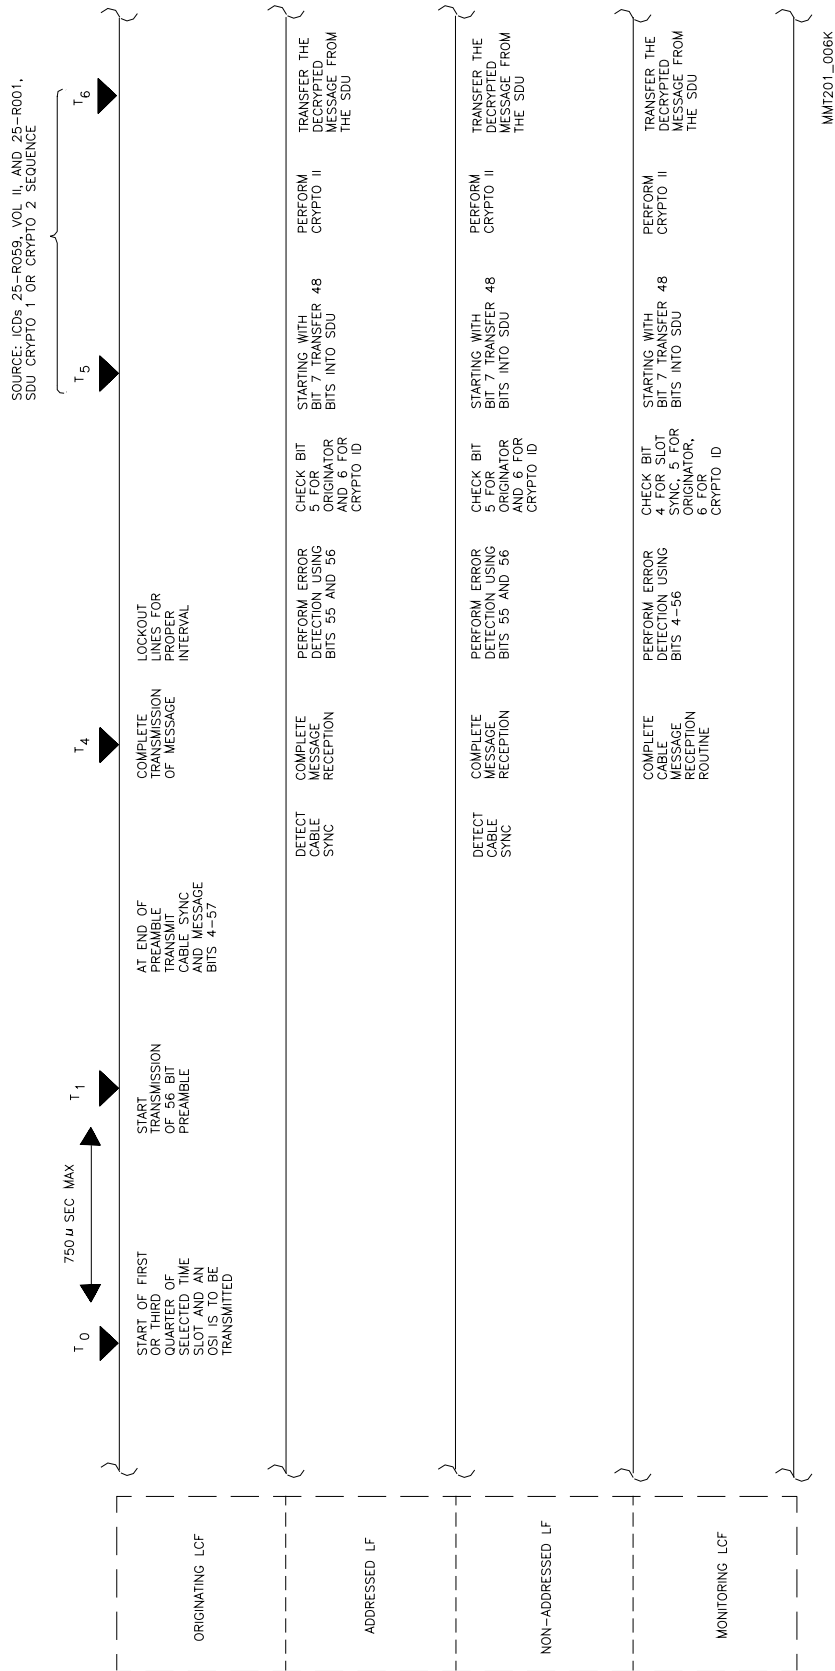 SOURCE: ICDs 25-R059, VOL II, AND 25-R001,
SDU CRYPTO 1 OR CRYPTO 2 SEQUENCE
T0
750 µ SEC MAX
T1
T4
T5
T6
ORIGINATING LCF
START OF FIRST
OR THIRD
QUARTER OF
SELECTED TIME
SLOT AND AN
OSI IS TO BE
TRANSMITTED
START
TRANSMISSION
OF 56 BIT
PREAMBLE
AT END OF
PREAMBLE
TRANSMIT
CABLE SYNC
AND MESSAGE
BITS 4-57
COMPLETE
TRANSMISSION
OF MESSAGE
LOCKOUT
LINES FOR
PROPER
INTERVAL
ADDRESSED LF
DETECT
CABLE
SYNC
COMPLETE
MESSAGE
RECEPTION
PERFORM ERROR
DETECTION USING
BITS 55 AND 56
CHECK BIT
5 FOR
ORIGINATOR
AND 6 FOR
CRYPTO ID
STARTING WITH
BIT 7 TRANSFER 48
BITS INTO SDU
PERFORM
CRYPTO II
TRANSFER THE
DECRYPTED
MESSAGE FROM
THE SDU
NON-ADDRESSED LF
DETECT
CABLE
SYNC
COMPLETE
MESSAGE
RECEPTION
PERFORM ERROR
DETECTION USING
BITS 55 AND 56
CHECK BIT
5 FOR
ORIGINATOR
AND 6 FOR
CRYPTO ID
STARTING WITH
BIT 7 TRANSFER 48
BITS INTO SDU
PERFORM
CRYPTO II
TRANSFER THE
DECRYPTED
MESSAGE FROM
THE SDU
MONITORING LCF
COMPLETE
CABLE
MESSAGE
RECEPTION
ROUTINE
PERFORM ERROR
DETECTION USING
BITS 4-56
CHECK BIT
4 FOR SLOT
SYNC, 5 FOR
ORIGINATOR,
6 FOR
CRYPTO ID
STARTING WITH
BIT 7 TRANSFER 48
BITS INTO SDU
PERFORM
CRYPTO II
TRANSFER THE
DECRYPTED
MESSAGE FROM
THE SDU
MMT201_006K